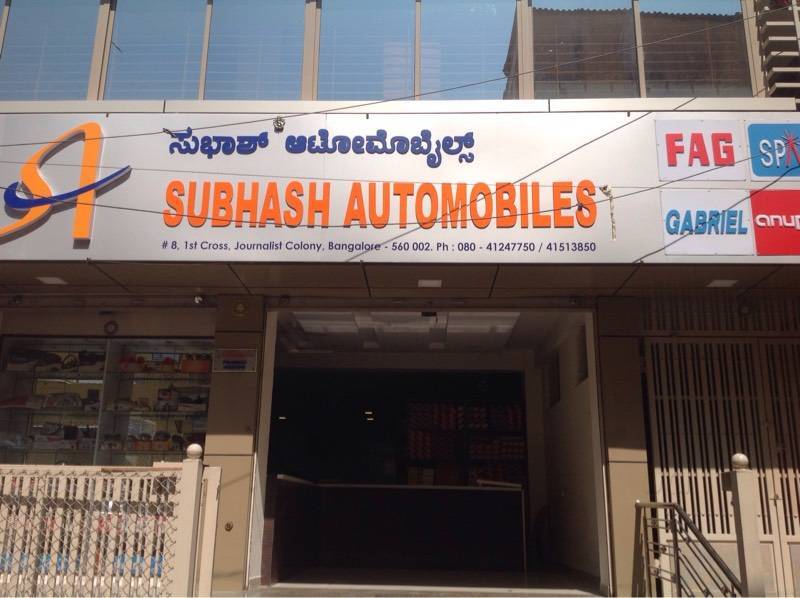 ಸುಭಾಶ್ ಆಟೋಮೊಬೈಲ್ಸ್
SUBHASH AUTOMOBILES
# 8, 1st Cross, Journalist Colony, Bangalore - 560 002. Ph : 080 - 41247750 / 41513850
FAG
GABRIEL